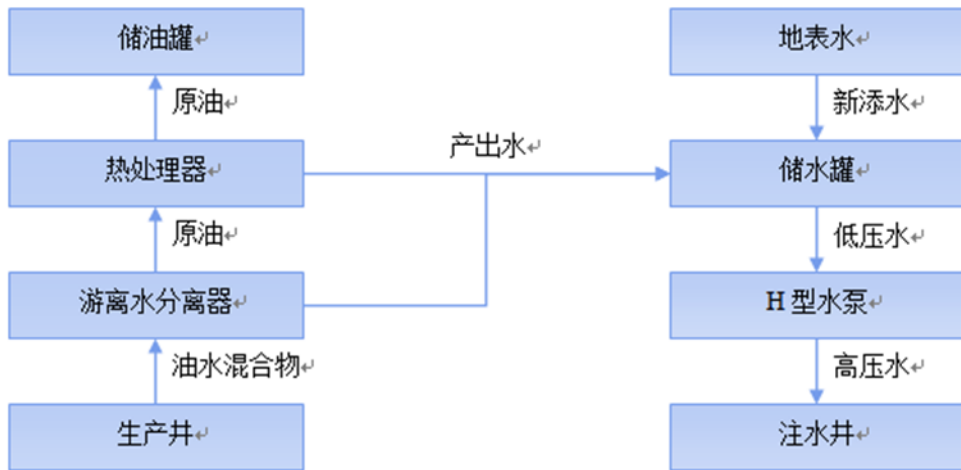 储油罐
地表水
原油
新添水
热处理器
产出水
储水罐
原油
低压水
游离水分离器
H 型水泵
油水混合物
高压水
生产井
注水井